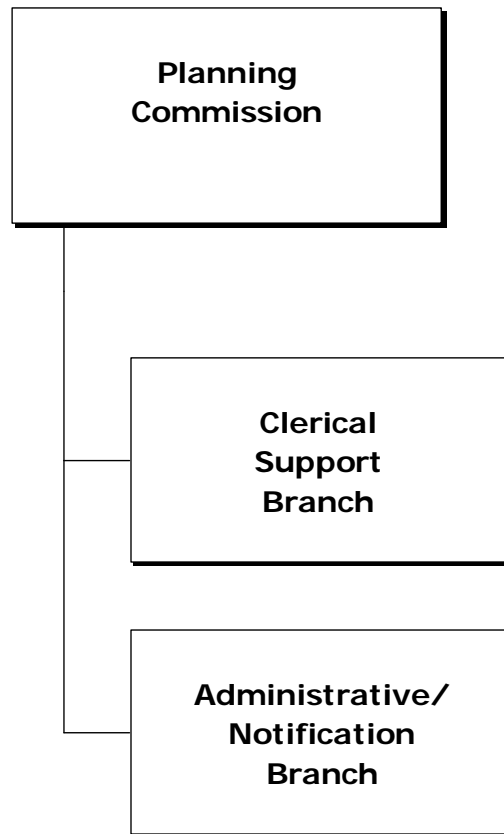 Planning
Commission
Clerical
Support
Branch
Administrative/
Notification
Branch